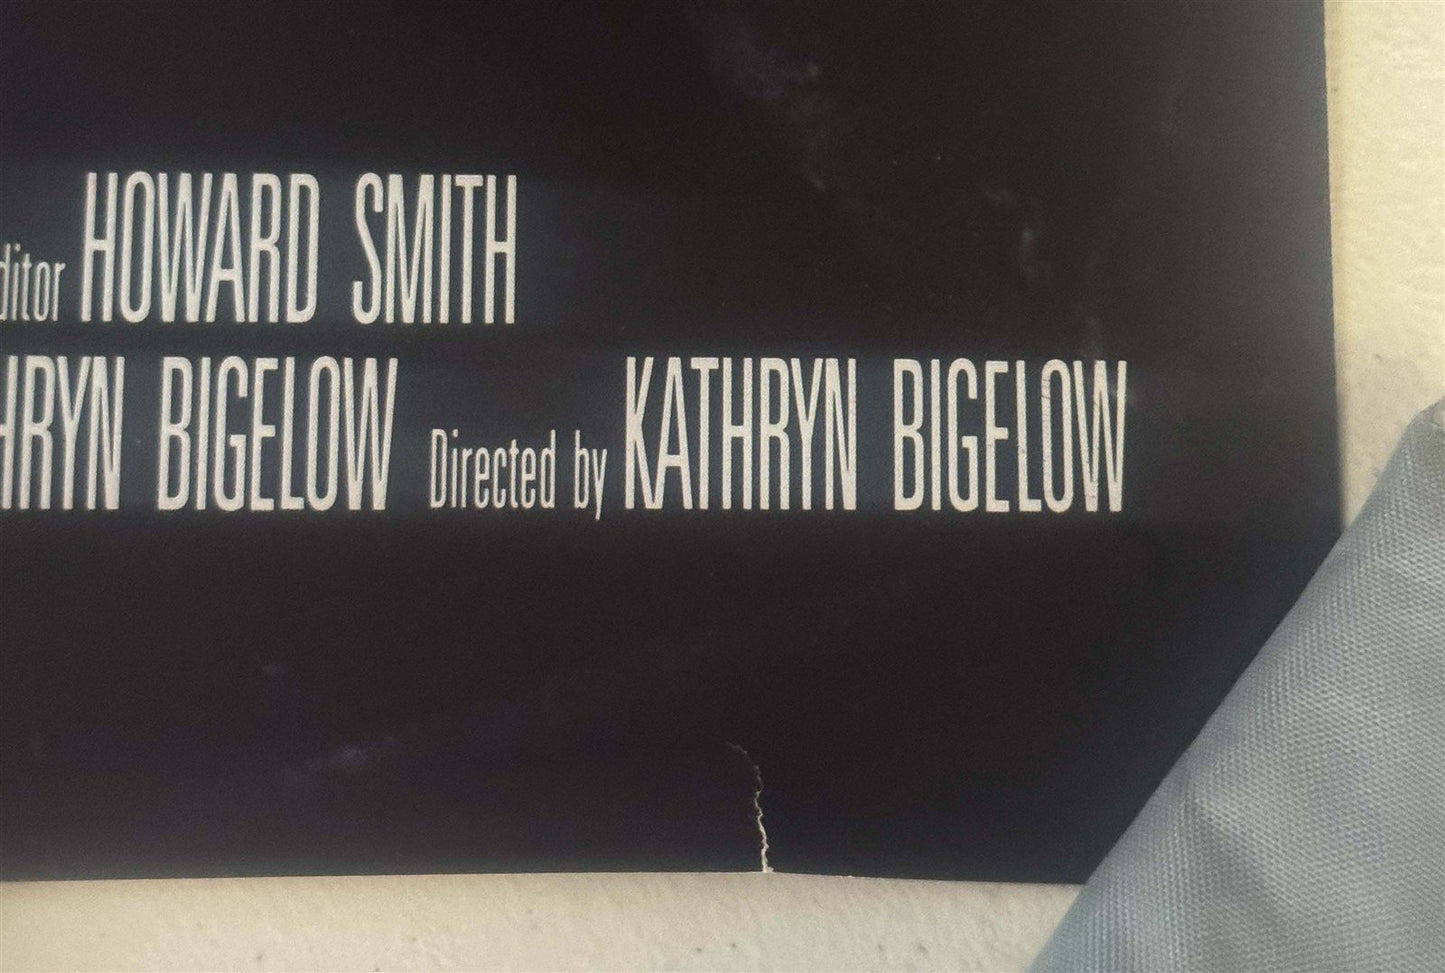 ditor HOWARD SMITH
HRYN BIGELOW Directed by KATHRYN BIGELOW